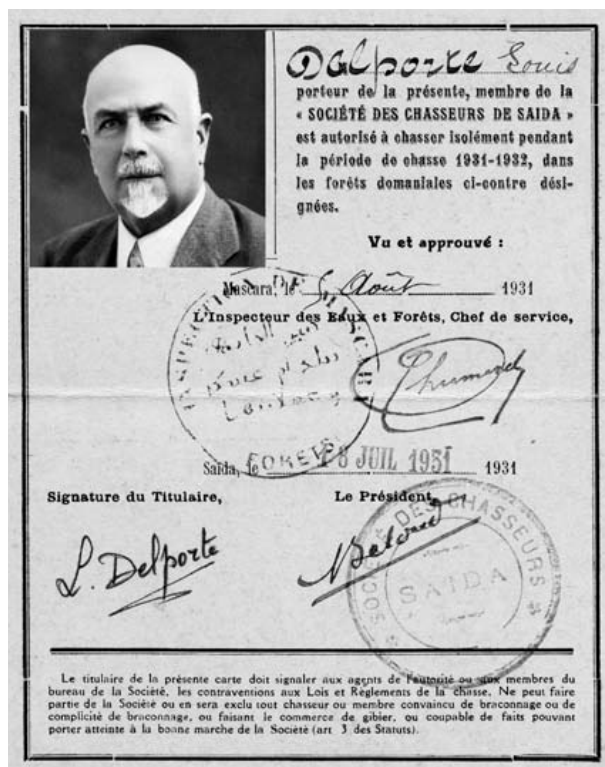 Delporte Louis
porteur de la présente, membre de la
« SOCIÉTÉ DES CHASSEURS DE SAIDA »
est autorisé à chasser isolément pendant
la période de chasse 1931-1932, dans
les forêts domaniales ci-contre dési-
gnées.
Vu et approuvé :
Mascara, le 5 Août 1931
L'Inspecteur des Eaux et Forêts, Chef de service,
INSPECTION DE MASCARA
FORETS
Saïda, le 18 JUIL 1931 1931
Signature du Titulaire,
Le Président,
L. Delporte
SOCIÉTÉ DES CHASSEURS
SAIDA
Le titulaire de la présente carte doit signaler aux agents de l'autorité ou aux membres du
bureau de la Société, les contraventions aux Lois et Règlements de la chasse. Ne peut faire
partie de la Société ou en sera exclu tout chasseur ou membre convaincu de braconnage ou de
complicité de braconnage, ou faisant le commerce de gibier, ou coupable de faits pouvant
porter atteinte à la bonne marche de la Société (art 3 des Statuts).